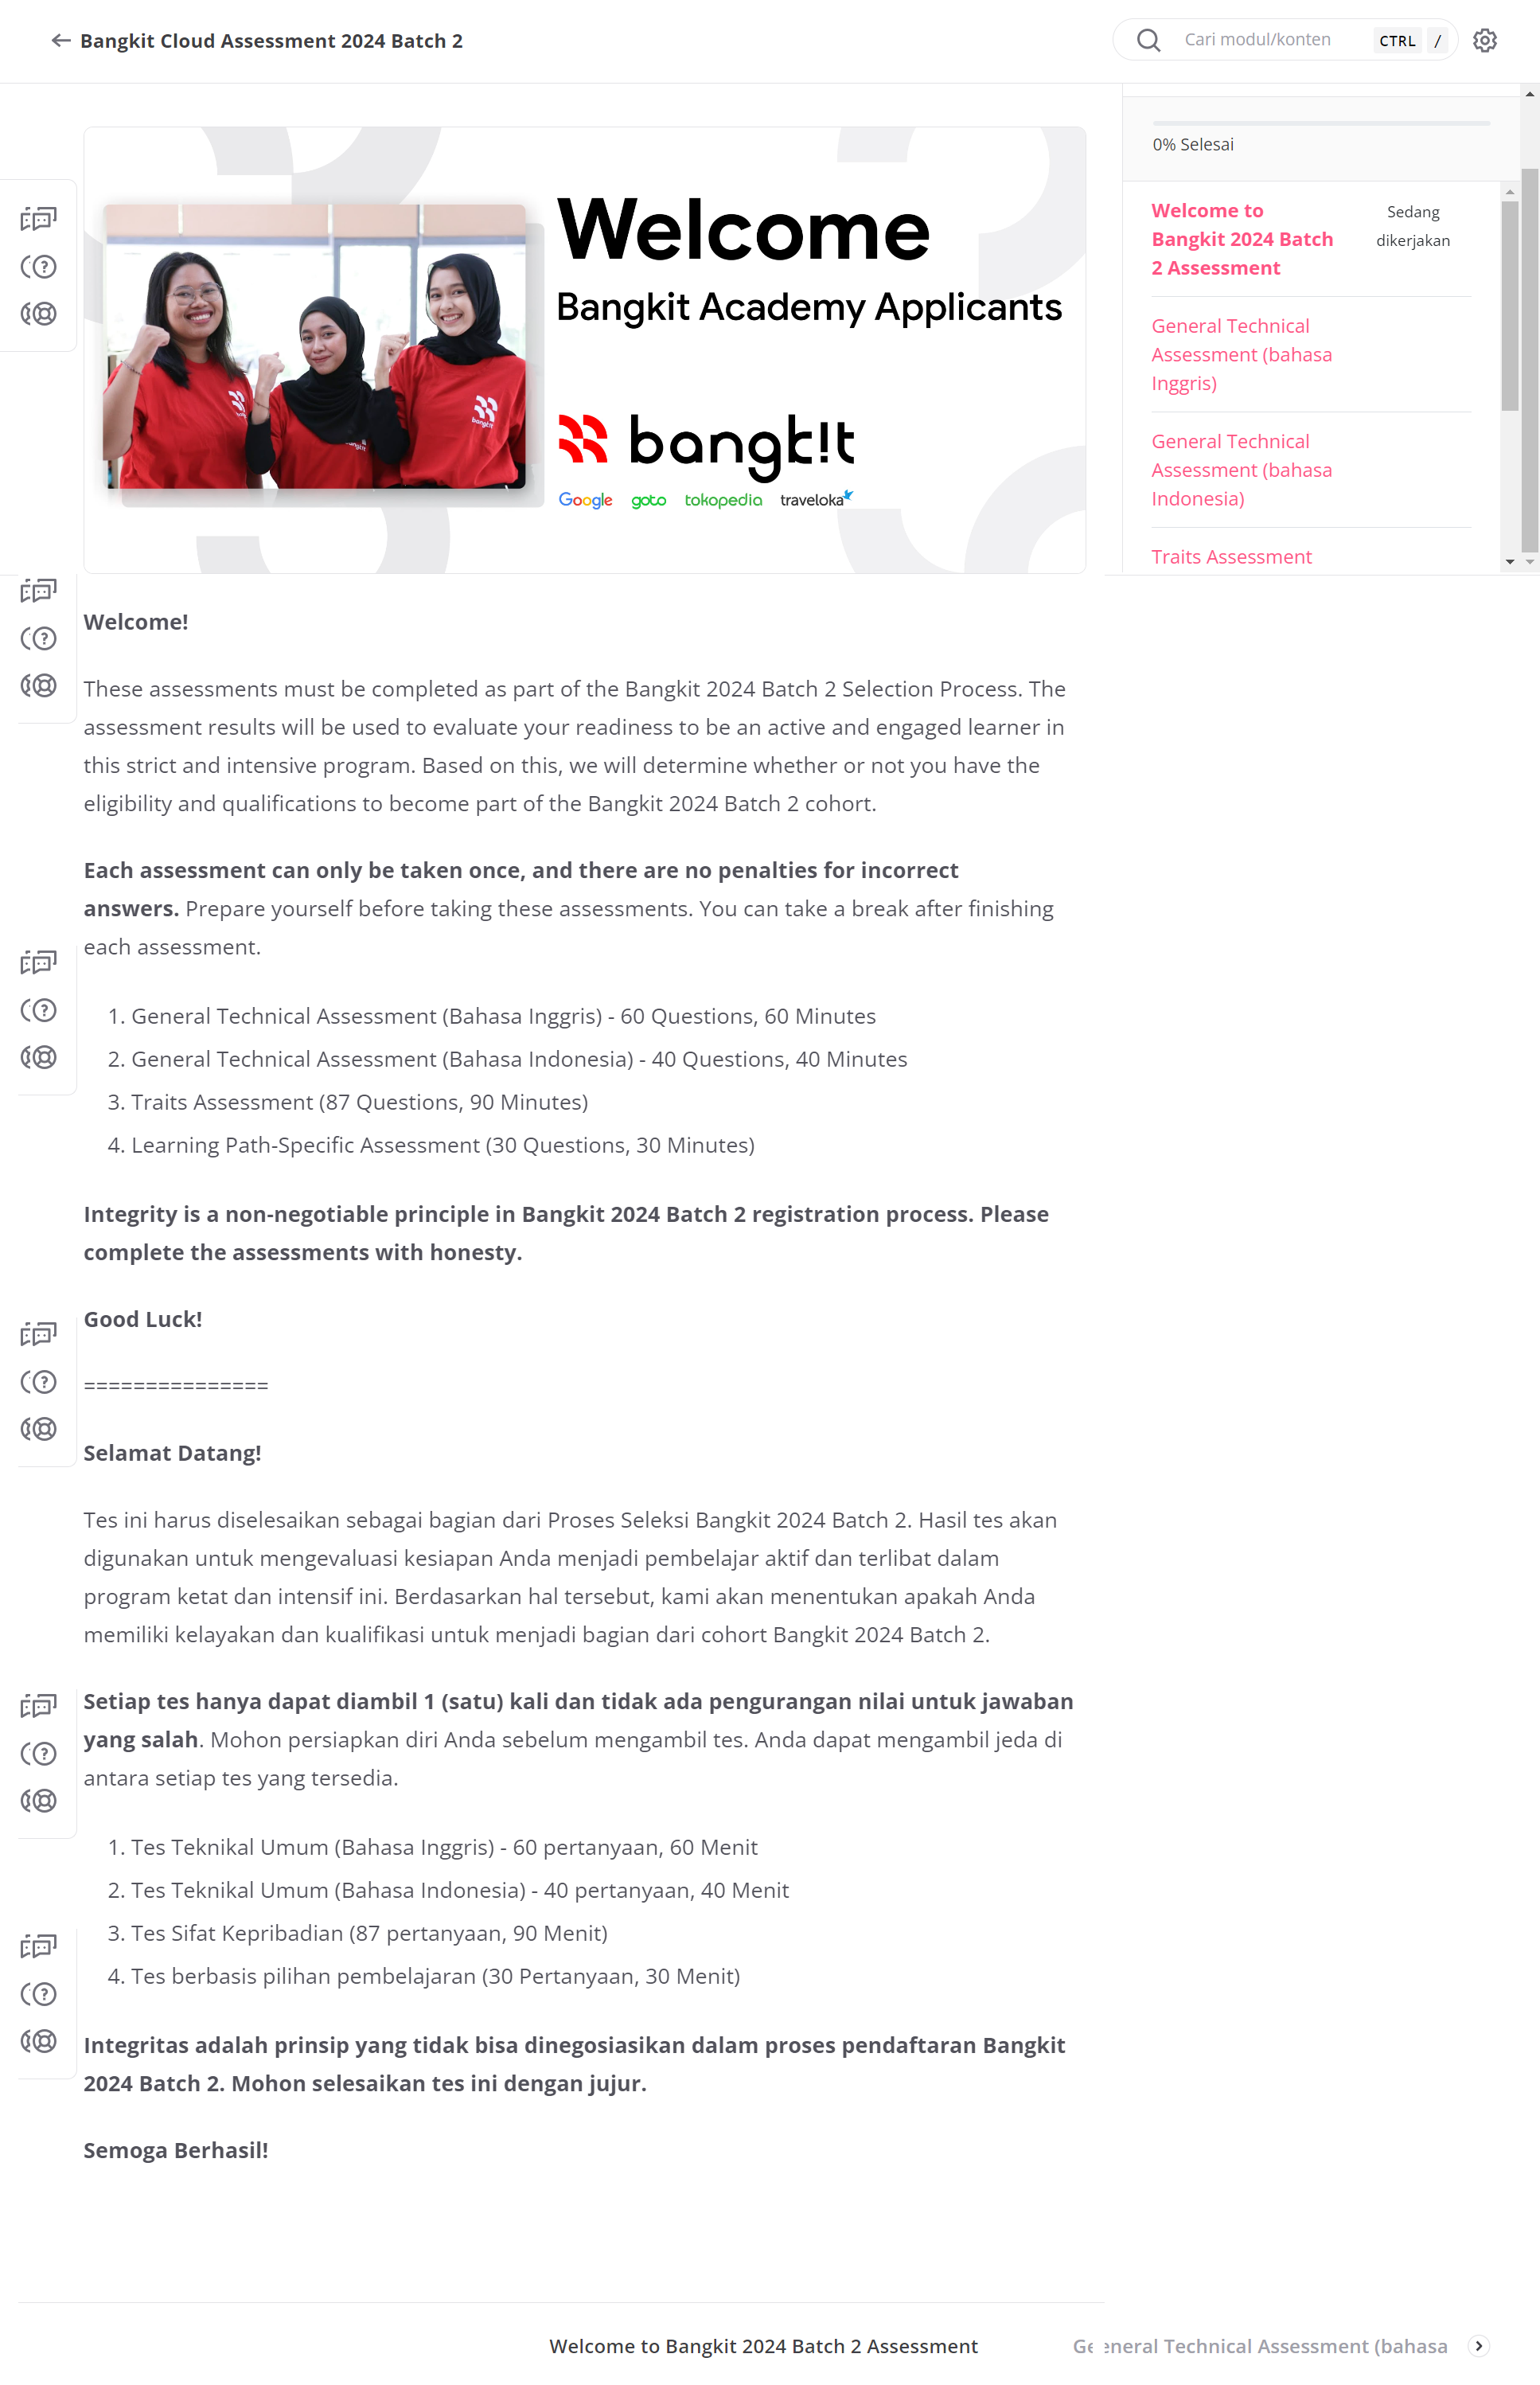 Bangkit Cloud Assessment 2024 Batch 2
Cari modul/konten
CTRL /
0% Selesai
Welcome to
Bangkit 2024 Batch
2 Assessment
Sedang
dikerjakan
General Technical
Assessment (bahasa
Inggris)
General Technical
Assessment (bahasa
Indonesia)
Traits Assessment
Welcome
Bangkit Academy Applicants
bangk!t
Google goto tokopedia traveloka
Welcome!
These assessments must be completed as part of the Bangkit 2024 Batch 2 Selection Process. The
assessment results will be used to evaluate your readiness to be an active and engaged learner in
this strict and intensive program. Based on this, we will determine whether or not you have the
eligibility and qualifications to become part of the Bangkit 2024 Batch 2 cohort.
Each assessment can only be taken once, and there are no penalties for incorrect
answers. Prepare yourself before taking these assessments. You can take a break after finishing
each assessment.
1. General Technical Assessment (Bahasa Inggris) - 60 Questions, 60 Minutes
2. General Technical Assessment (Bahasa Indonesia) - 40 Questions, 40 Minutes
3. Traits Assessment (87 Questions, 90 Minutes)
4. Learning Path-Specific Assessment (30 Questions, 30 Minutes)
Integrity is a non-negotiable principle in Bangkit 2024 Batch 2 registration process. Please
complete the assessments with honesty.
Good Luck!
===============
Selamat Datang!
Tes ini harus diselesaikan sebagai bagian dari Proses Seleksi Bangkit 2024 Batch 2. Hasil tes akan
digunakan untuk mengevaluasi kesiapan Anda menjadi pembelajar aktif dan terlibat dalam
program ketat dan intensif ini. Berdasarkan hal tersebut, kami akan menentukan apakah Anda
memiliki kelayakan dan kualifikasi untuk menjadi bagian dari cohort Bangkit 2024 Batch 2.
Setiap tes hanya dapat diambil 1 (satu) kali dan tidak ada pengurangan nilai untuk jawaban
yang salah. Mohon persiapkan diri Anda sebelum mengambil tes. Anda dapat mengambil jeda di
antara setiap tes yang tersedia.
1. Tes Teknikal Umum (Bahasa Inggris) - 60 pertanyaan, 60 Menit
2. Tes Teknikal Umum (Bahasa Indonesia) - 40 pertanyaan, 40 Menit
3. Tes Sifat Kepribadian (87 pertanyaan, 90 Menit)
4. Tes berbasis pilihan pembelajaran (30 Pertanyaan, 30 Menit)
Integritas adalah prinsip yang tidak bisa dinegosiasikan dalam proses pendaftaran Bangkit
2024 Batch 2. Mohon selesaikan tes ini dengan jujur.
Semoga Berhasil!
Welcome to Bangkit 2024 Batch 2 Assessment
Technical Assessment (bahasa